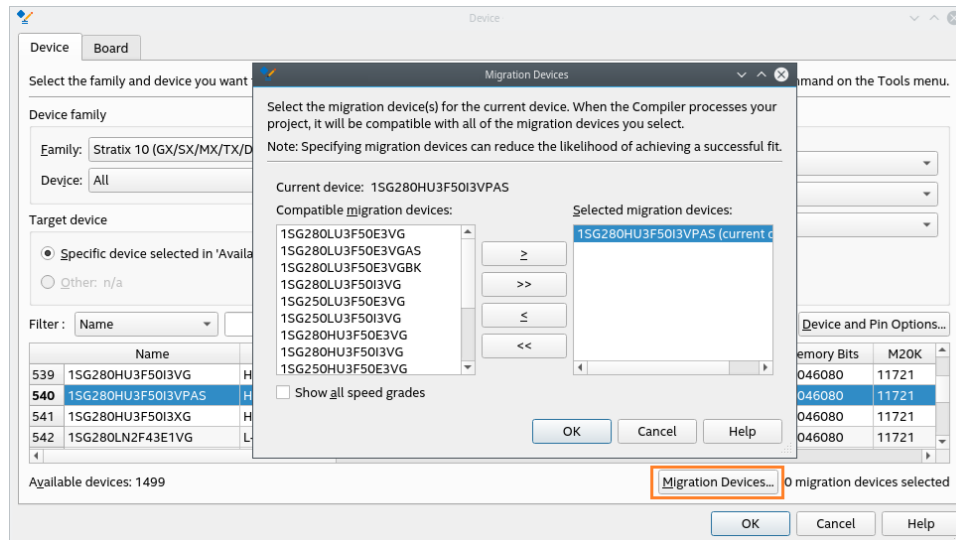 Device
Device
Board
Select the family and device you want
mmand on the Tools menu.
Device family
Family:
Stratix 10 (GX/SX/MX/TX/D
Device:
All
Target device
Specific device selected in 'Availa
Other: n/a
Filter:
Name
Device and Pin Options...
Name
emory Bits
M20K
539
1SG280HU3F50I3VG
H
046080
11721
540
1SG280HU3F50I3VPAS
H
046080
11721
541
1SG280HU3F50I3XG
H
046080
11721
542
1SG280LN2F43E1VG
L-
046080
11721
Available devices: 1499
Migration Devices...
0 migration devices selected
OK
Cancel
Help
Migration Devices
Select the migration device(s) for the current device. When the Compiler processes your
project, it will be compatible with all of the migration devices you select.
Note: Specifying migration devices can reduce the likelihood of achieving a successful fit.
Current device: 1SG280HU3F50I3VPAS
Compatible migration devices:
1SG280LU3F50E3VG
1SG280LU3F50E3VGAS
1SG280LU3F50E3VGBK
1SG280LU3F50I3VG
1SG250LU3F50E3VG
1SG250LU3F50I3VG
1SG280HU3F50E3VG
1SG280HU3F50I3VG
1SG250HU3F50E3VG
>
>>
<
<<
Selected migration devices:
1SG280HU3F50I3VPAS (current d
Show all speed grades
OK
Cancel
Help